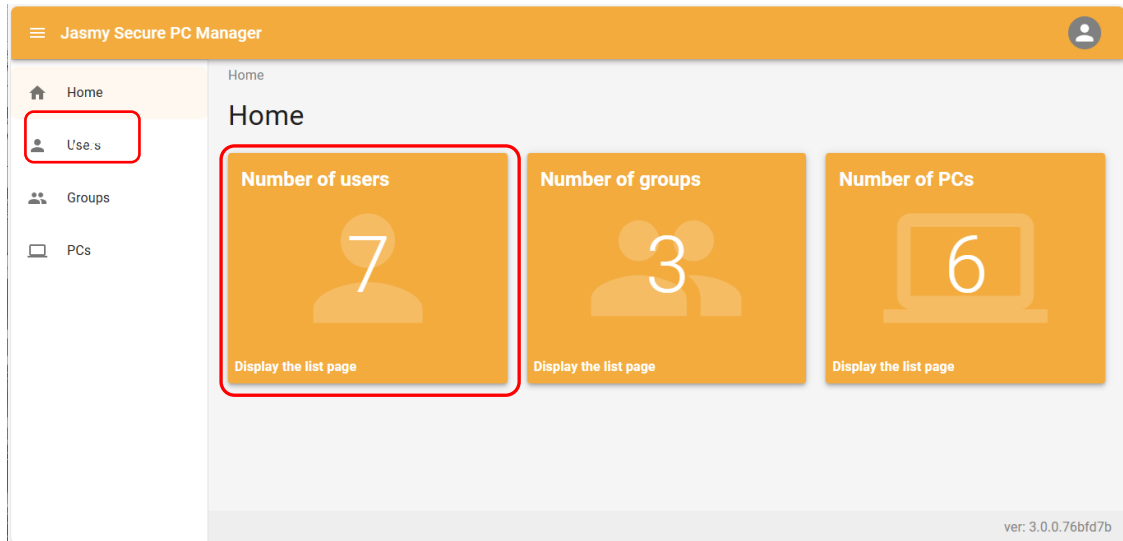 Jasmy Secure PC Manager
Home
Users
Groups
PCs
Home
Home
Number of users
7
Display the list page
Number of groups
3
Display the list page
Number of PCs
6
Display the list page
ver: 3.0.0.76bfd7b